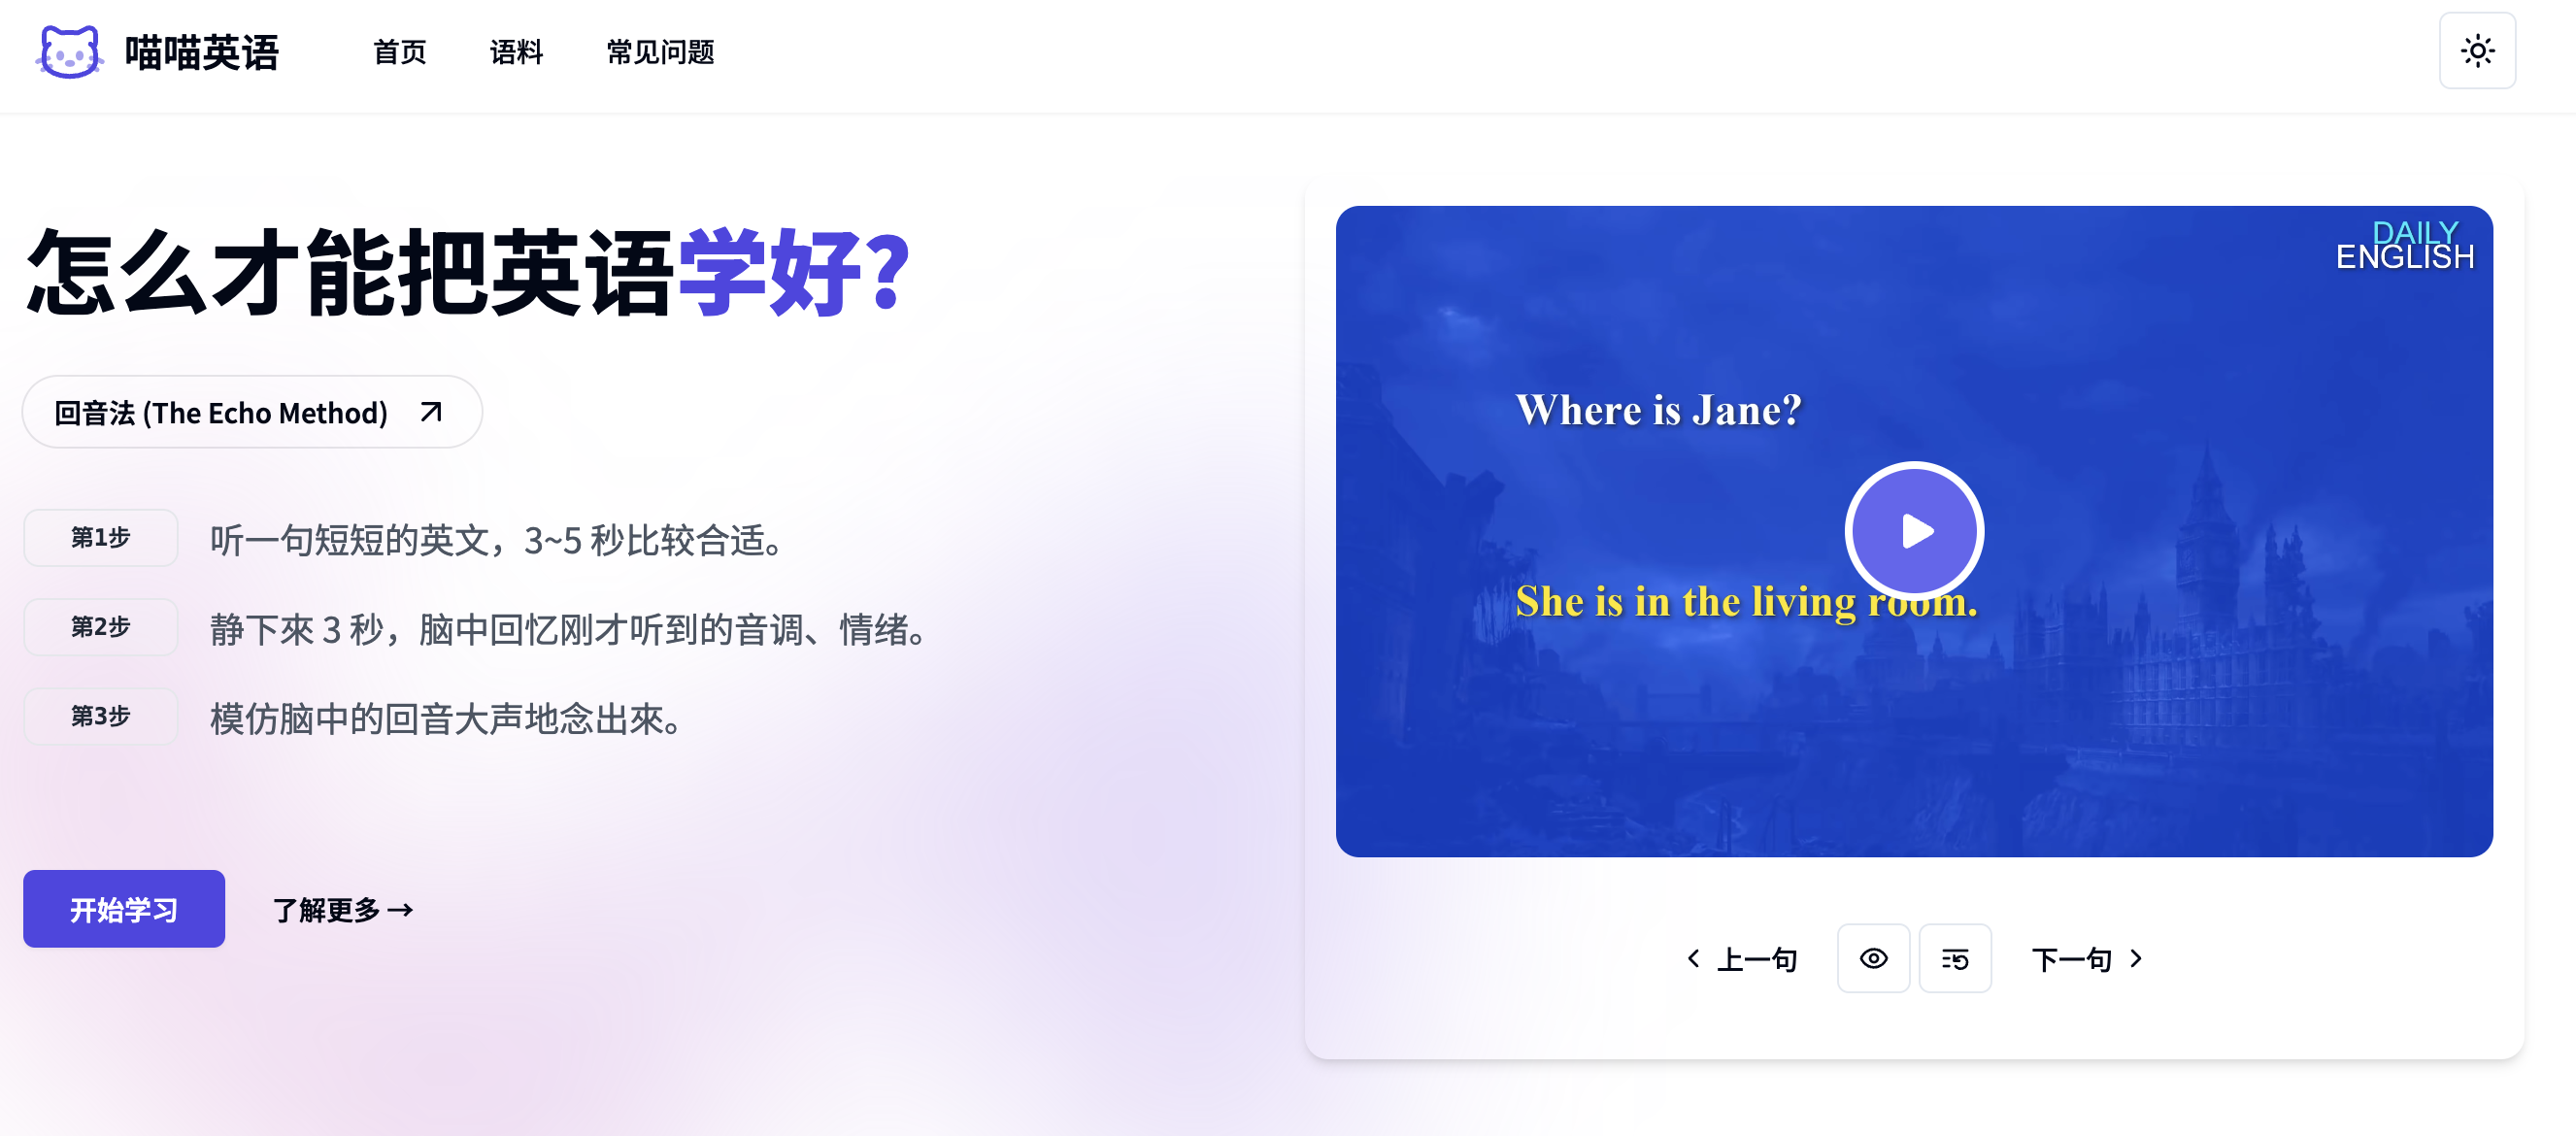 喵喵英语
首页
语料
常见问题
怎么才能把英语学好?
回音法 (The Echo Method)
第1步
听一句短短的英文，3~5 秒比较合适。
第2步
静下來 3 秒，脑中回忆刚才听到的音调、情绪。
第3步
模仿脑中的回音大声地念出來。
开始学习
了解更多 →
DAILY
ENGLISH
Where is Jane?
She is in the living room.
上一句
下一句